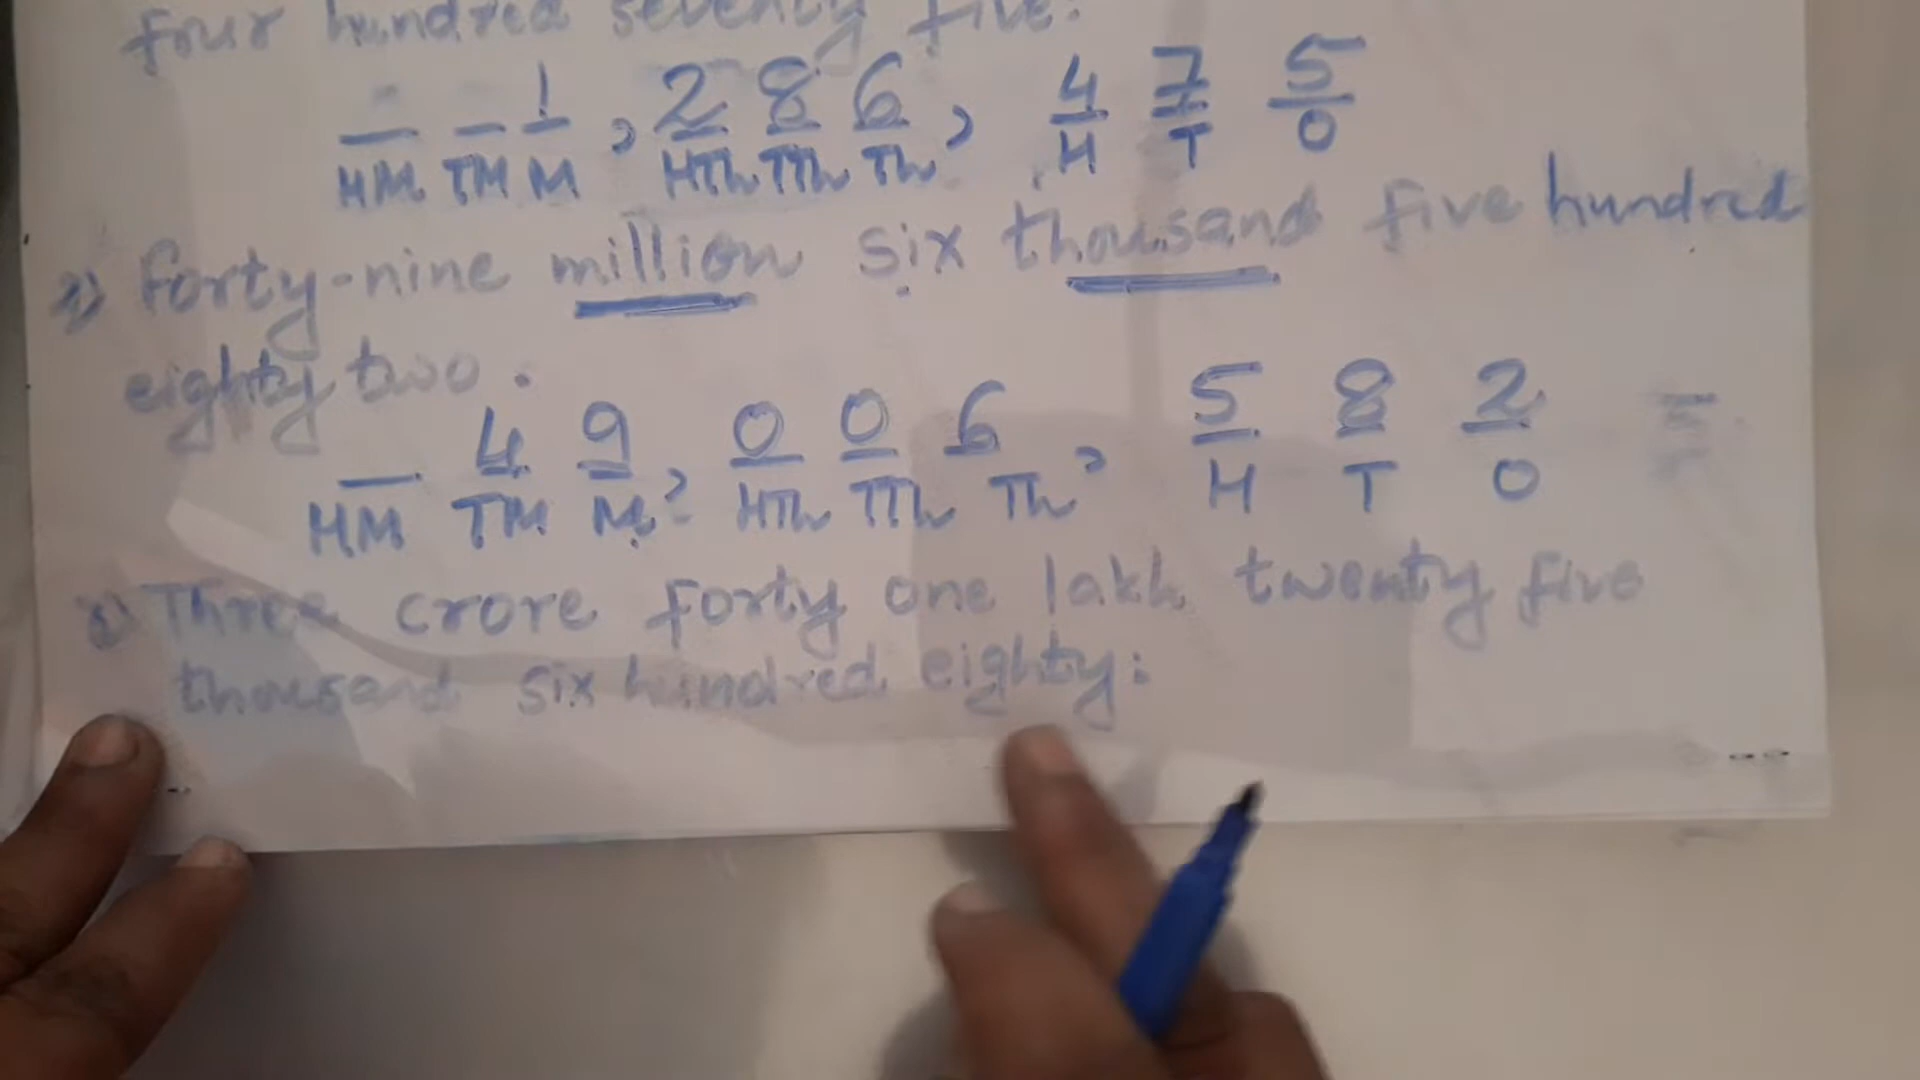 four hundred seventy five:
1, 2 8 6, 4 7 5
HM TM M HTh TTh Th H T O
forty-nine million six thousand five hundred
eighty two.
4 9, 0 0 6, 5 8 2
HM TM M HTh TTh Th H T O
Three crore forty one lakh twenty five
thousand six hundred eighty: